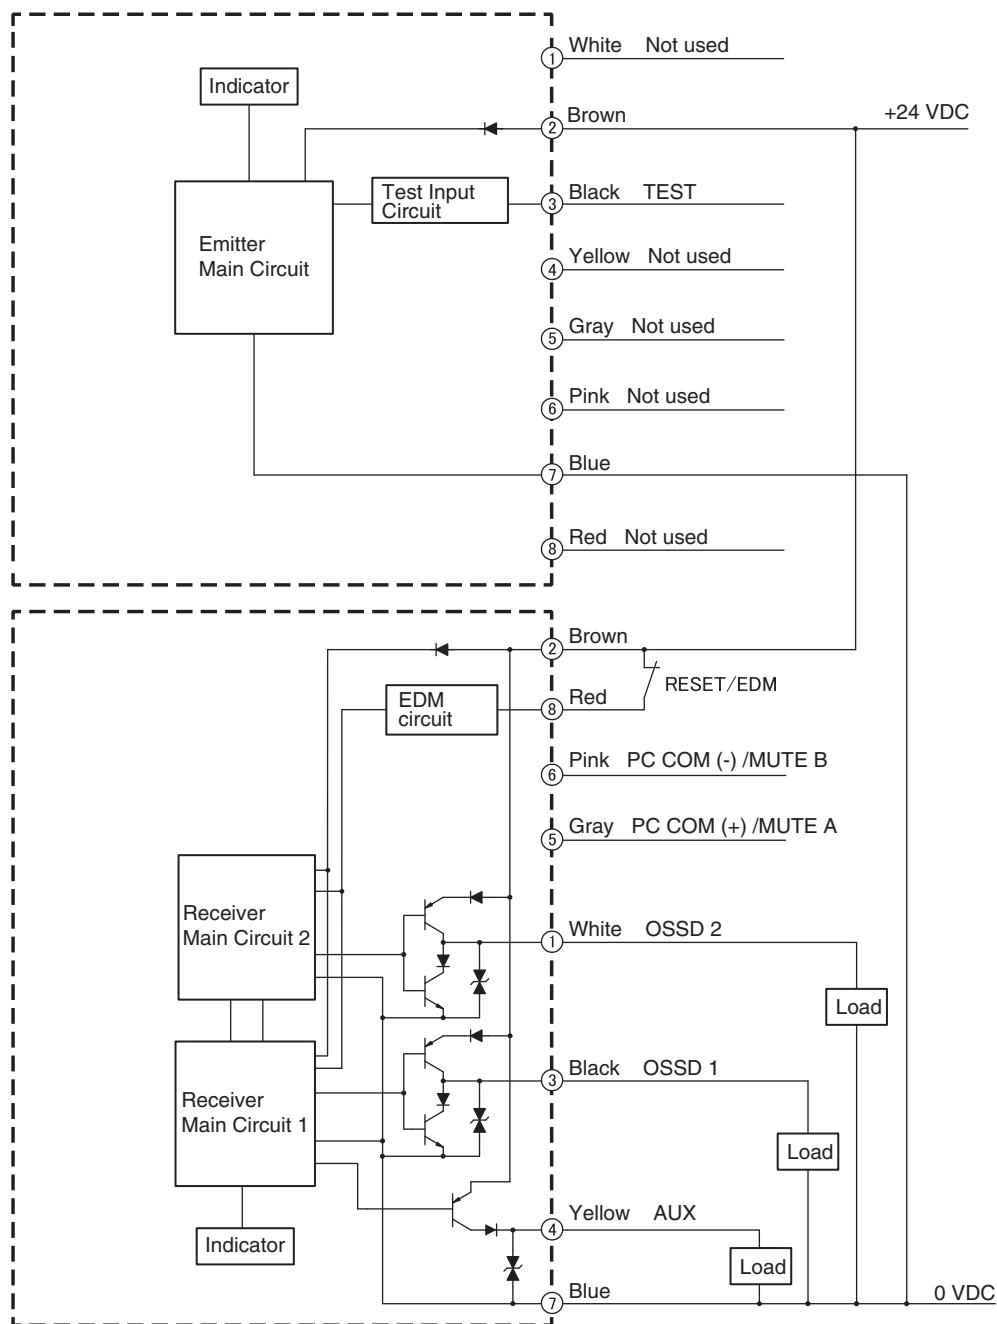 ① White Not used
Indicator
② Brown
+24 VDC
Test Input
Circuit
③ Black TEST
Emitter
Main Circuit
④ Yellow Not used
⑤ Gray Not used
⑥ Pink Not used
⑦ Blue
⑧ Red Not used
② Brown
RESET/EDM
EDM
circuit
⑧ Red
⑥ Pink PC COM (-) /MUTE B
⑤ Gray PC COM (+) /MUTE A
Receiver
Main Circuit 2
① White OSSD 2
Load
③ Black OSSD 1
Receiver
Main Circuit 1
Load
④ Yellow AUX
Indicator
Load
⑦ Blue
0 VDC